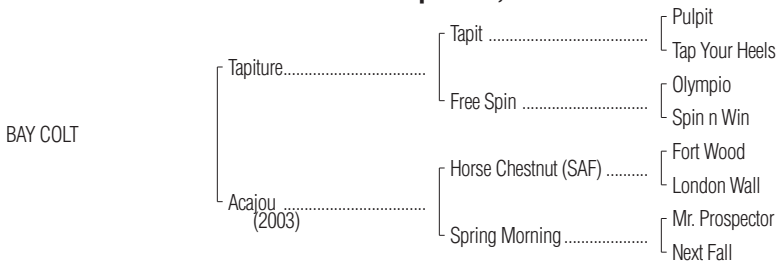 Pulpit
Tapit ......................................
Tap Your Heels
Tapiture.................................
Olympio
Free Spin ..............................
Spin n Win
BAY COLT
Fort Wood
Horse Chestnut (SAF) ..........
London Wall
Acajou .................................
(2003)
Mr. Prospector
Spring Morning....................
Next Fall